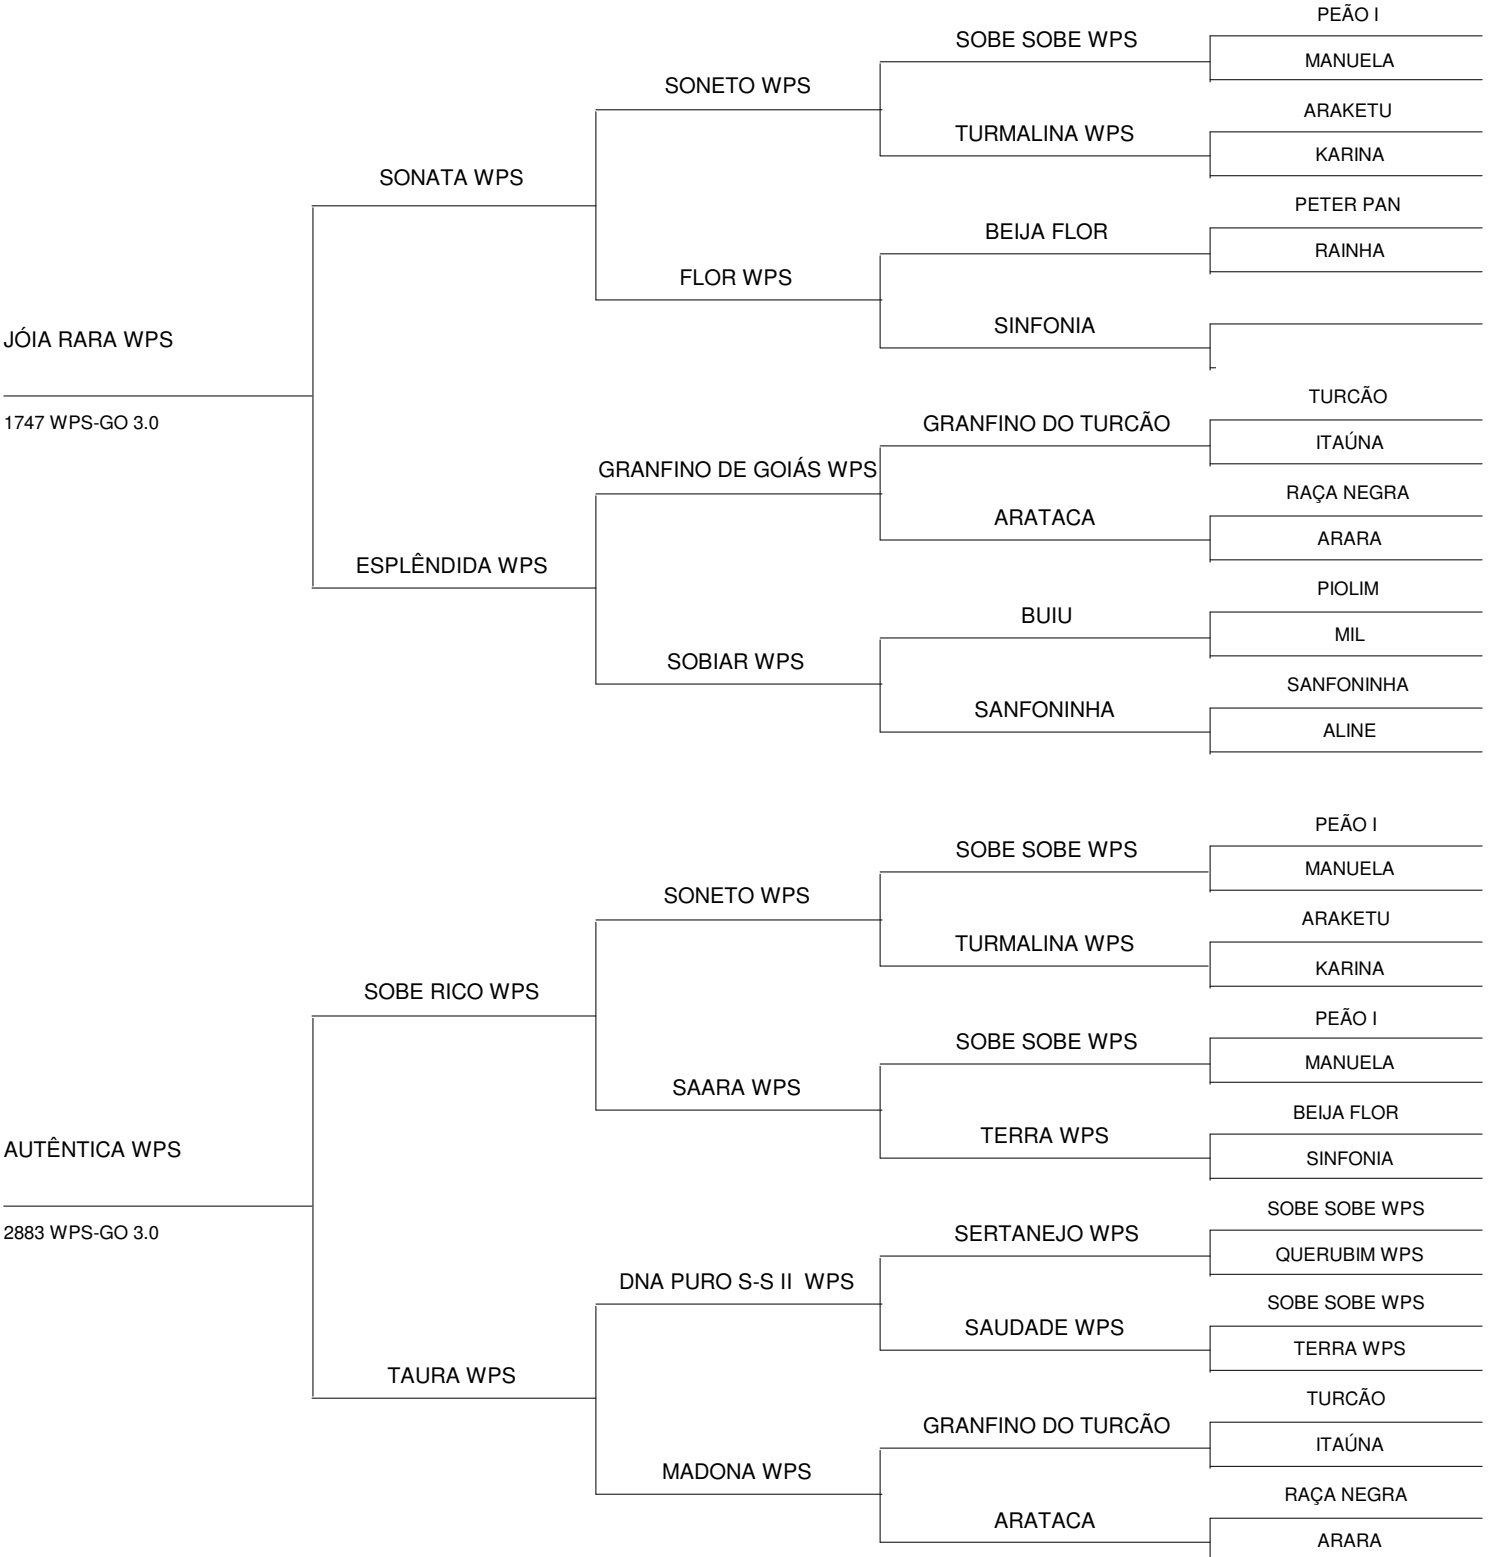 PEÃO I
SOBE SOBE WPS
MANUELA
SONETO WPS
ARAKETU
TURMALINA WPS
KARINA
SONATA WPS
PETER PAN
BEIJA FLOR
RAINHA
FLOR WPS
SINFONIA
JÓIA RARA WPS
TURCÃO
1747 WPS-GO 3.0
GRANFINO DO TURCÃO
ITAÚNA
GRANFINO DE GOIÁS WPS
RAÇA NEGRA
ARATACA
ARARA
ESPLÊNDIDA WPS
PIOLIM
BUIU
MIL
SOBIAR WPS
SANFONINHA
SANFONINHA
ALINE
PEÃO I
SOBE SOBE WPS
MANUELA
SONETO WPS
ARAKETU
TURMALINA WPS
KARINA
SOBE RICO WPS
PEÃO I
SOBE SOBE WPS
MANUELA
SAARA WPS
BEIJA FLOR
TERRA WPS
AUTÊNTICA WPS
SINFONIA
SOBE SOBE WPS
2883 WPS-GO 3.0
SERTANEJO WPS
QUERUBIM WPS
DNA PURO S-S II  WPS
SOBE SOBE WPS
SAUDADE WPS
TERRA WPS
TAURA WPS
TURCÃO
GRANFINO DO TURCÃO
ITAÚNA
MADONA WPS
RAÇA NEGRA
ARATACA
ARARA